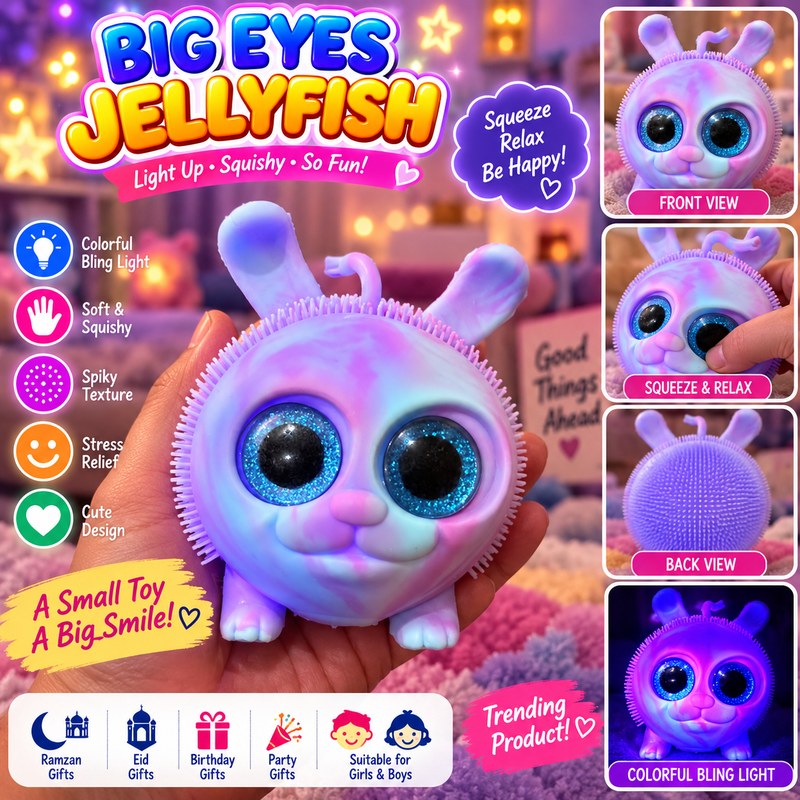 BIG EYES
JELLYFISH
Light Up • Squishy • So Fun!
Squeeze
Relax
Be Happy!
FRONT VIEW
Colorful
Bling Light
Soft &
Squishy
Spiky
Texture
Stress
Relief
Cute
Design
Good
Things
Ahead
SQUEEZE & RELAX
BACK VIEW
A Small Toy
A Big Smile!
Trending
Product!
COLORFUL BLING LIGHT
Ramzan
Gifts
Eid
Gifts
Birthday
Gifts
Party
Gifts
Suitable for
Girls & Boys